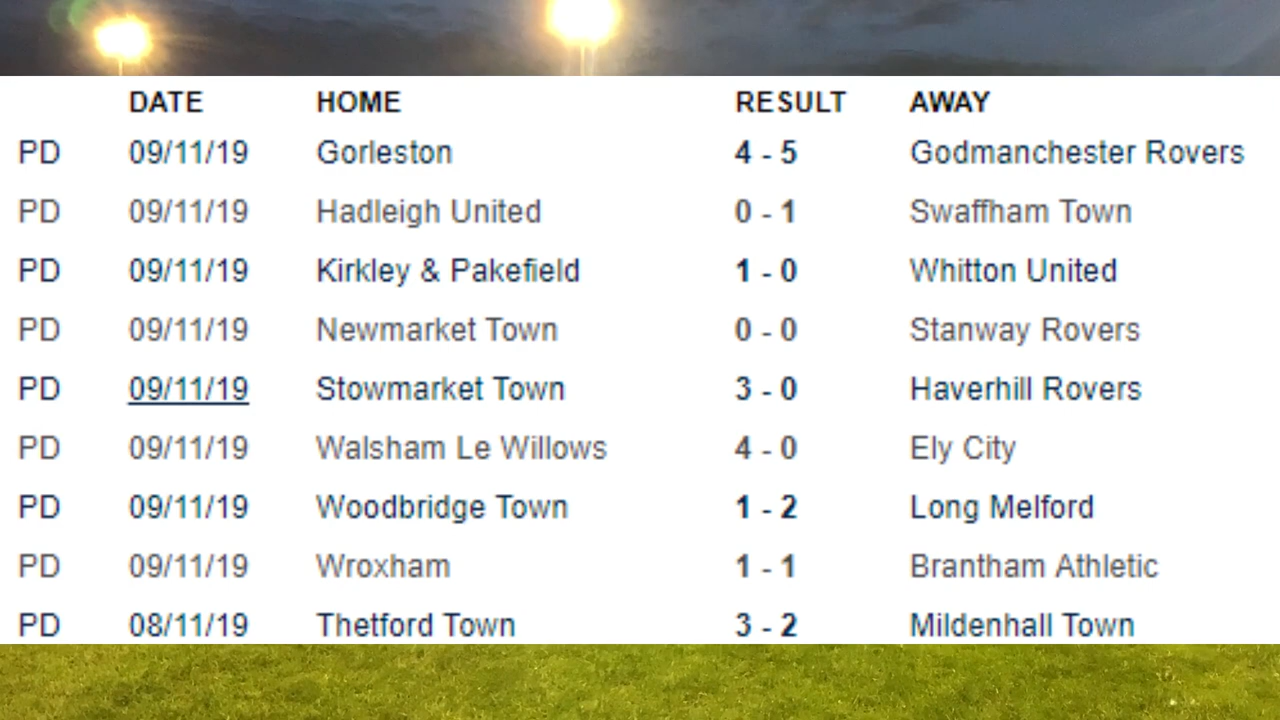 DATE HOME RESULT AWAY
PD 09/11/19 Gorleston 4 - 5 Godmanchester Rovers
PD 09/11/19 Hadleigh United 0 - 1 Swaffham Town
PD 09/11/19 Kirkley & Pakefield 1 - 0 Whitton United
PD 09/11/19 Newmarket Town 0 - 0 Stanway Rovers
PD 09/11/19 Stowmarket Town 3 - 0 Haverhill Rovers
PD 09/11/19 Walsham Le Willows 4 - 0 Ely City
PD 09/11/19 Woodbridge Town 1 - 2 Long Melford
PD 09/11/19 Wroxham 1 - 1 Brantham Athletic
PD 08/11/19 Thetford Town 3 - 2 Mildenhall Town